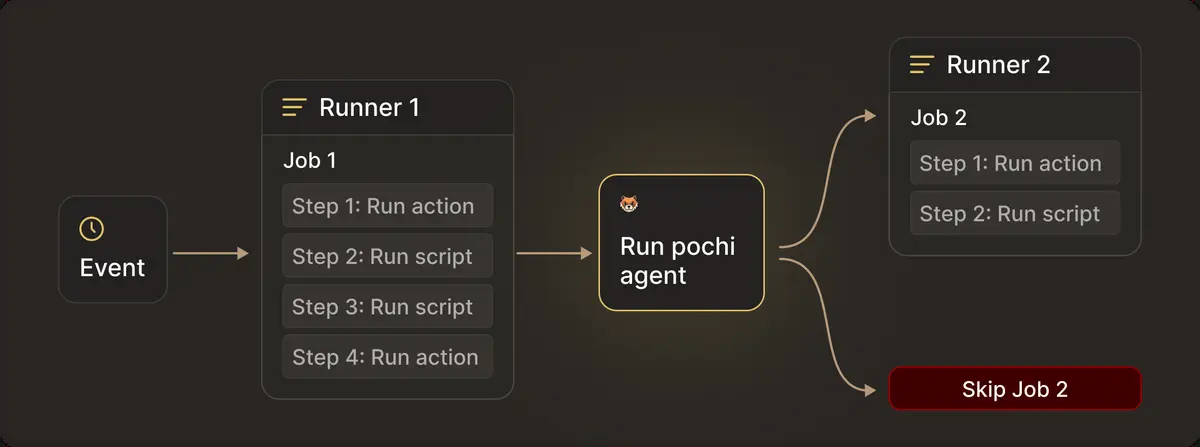 Event
Runner 1
Job 1
Step 1: Run action
Step 2: Run script
Step 3: Run script
Step 4: Run action
Run pochi
agent
Runner 2
Job 2
Step 1: Run action
Step 2: Run script
Skip Job 2